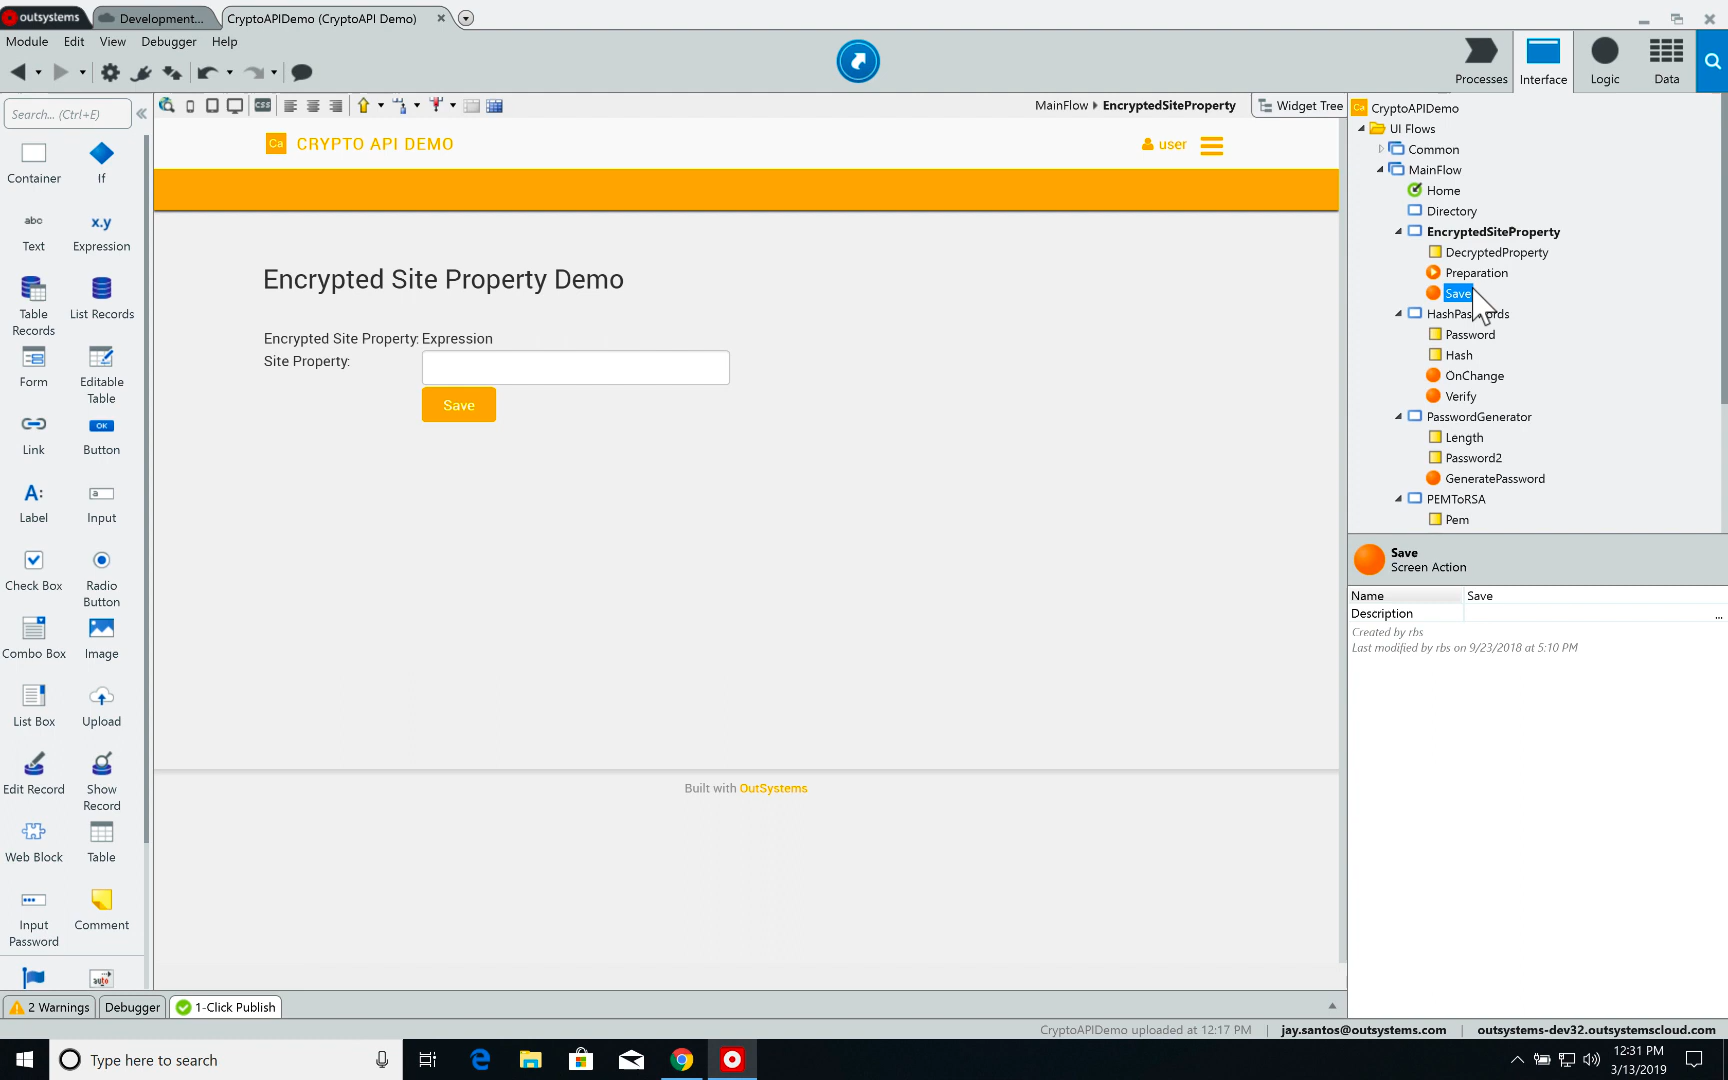 outsystems
Development...
CryptoAPIDemo (CryptoAPI Demo)
Module Edit View Debugger Help
Processes Interface Logic Data
Search... (Ctrl+E)
CSS
MainFlow EncryptedSiteProperty
Widget Tree
Container If
abc x.y
Text Expression
Table Records
List Records
Form
Editable Table
OK
Link Button
A: a
Label Input
Check Box
Radio Button
Combo Box Image
List Box Upload
Edit Record
Show Record
Web Block Table
Input Password
Comment
auto
Ca CRYPTO API DEMO
user
Encrypted Site Property Demo
Encrypted Site Property: Expression
Site Property:
Save
Built with OutSystems
Ca CryptoAPIDemo
UI Flows
Common
MainFlow
Home
Directory
EncryptedSiteProperty
DecryptedProperty
Preparation
Save
Password
Hash
OnChange
Verify
PasswordGenerator
Length
Password2
GeneratePassword
PEMToRSA
Pem
Save
Screen Action
Name Save
Description ...
Created by rbs
Last modified by rbs on 9/23/2018 at 5:10 PM
2 Warnings Debugger 1-Click Publish
CryptoAPIDemo uploaded at 12:17 PM | jay.santos@outsystems.com | outsystems-dev32.outsystemscloud.com
Type here to search
12:31 PM
3/13/2019